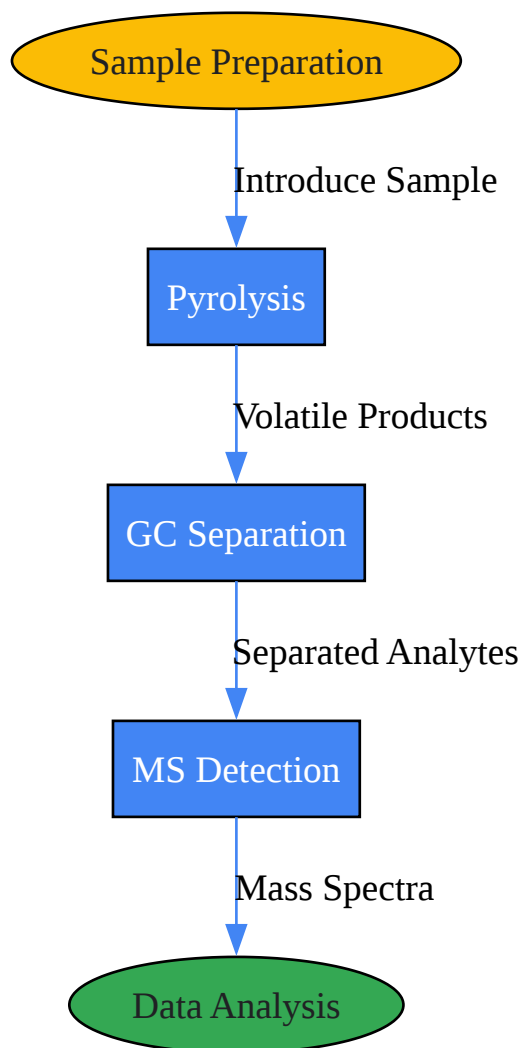 Sample Preparation
Introduce Sample
Pyrolysis
Volatile Products
GC Separation
Separated Analytes
MS Detection
Mass Spectra
Data Analysis